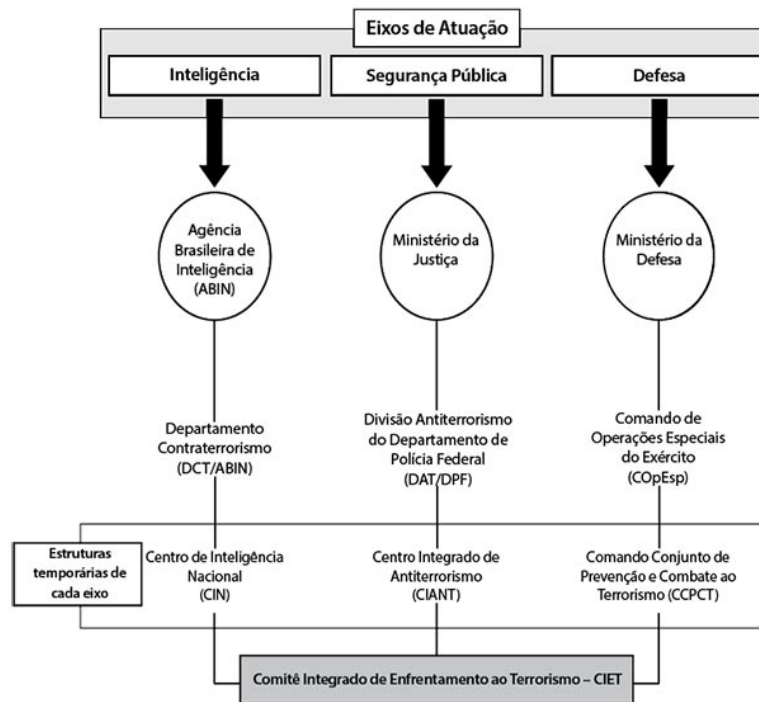 Eixos de Atuação
Inteligência
Segurança Pública
Defesa
Agência
Brasileira de
Inteligência
(ABIN)
Ministério da
Justiça
Ministério da
Defesa
Departamento
Contraterrorismo
(DCT/ABIN)
Divisão Antiterrorismo
do Departamento de
Polícia Federal
(DAT/DPF)
Comando de
Operações Especiais
do Exército
(COpEsp)
Estruturas
temporárias de
cada eixo
Centro de Inteligência
Nacional
(CIN)
Centro Integrado de
Antiterrorismo
(CIANT)
Comando Conjunto de
Prevenção e Combate ao
Terrorismo (CCPCT)
Comitê Integrado de Enfrentamento ao Terrorismo – CIET